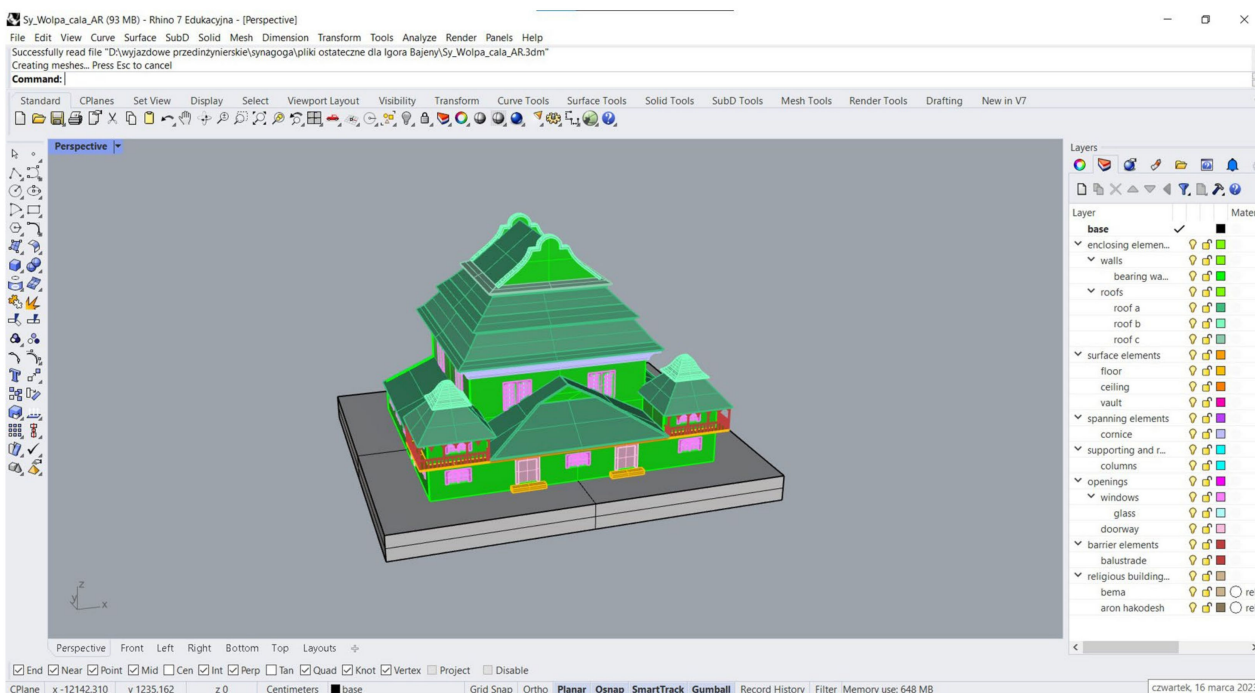 Sy_Wolpa_cala_AR (93 MB) - Rhino 7 Edukacyjna - [Perspective]
File Edit View Curve Surface SubD Solid Mesh Dimension Transform Tools Analyze Render Panels Help
Successfully read file "D:\wyjazdowe przedinżynierskie\synagoga\pliki ostateczne dla Igora Bajeny\Sy_Wolpa_cala_AR.3dm"
Creating meshes... Press Esc to cancel
Command:
Standard CPlanes Set View Display Select Viewport Layout Visibility Transform Curve Tools Surface Tools Solid Tools SubD Tools Mesh Tools Render Tools Drafting New in V7
Perspective
Layers
Layer Mater
base
enclosing elemen...
walls
bearing wa...
roofs
roof a
roof b
roof c
surface elements
floor
ceiling
vault
spanning elements
cornice
supporting and r...
columns
openings
windows
glass
doorway
barrier elements
balustrade
religious building...
bema re
aron hakodesh re
z
y x
Perspective Front Left Right Bottom Top Layouts
End Near Point Mid Cen Int Perp Tan Quad Knot Vertex Project Disable
CPlane x -12142.310 y 1235.162 z 0 Centimeters base Grid Snap Ortho Planar Osnap SmartTrack Gumball Record History Filter Memory use: 648 MB
czwartek, 16 marca 202